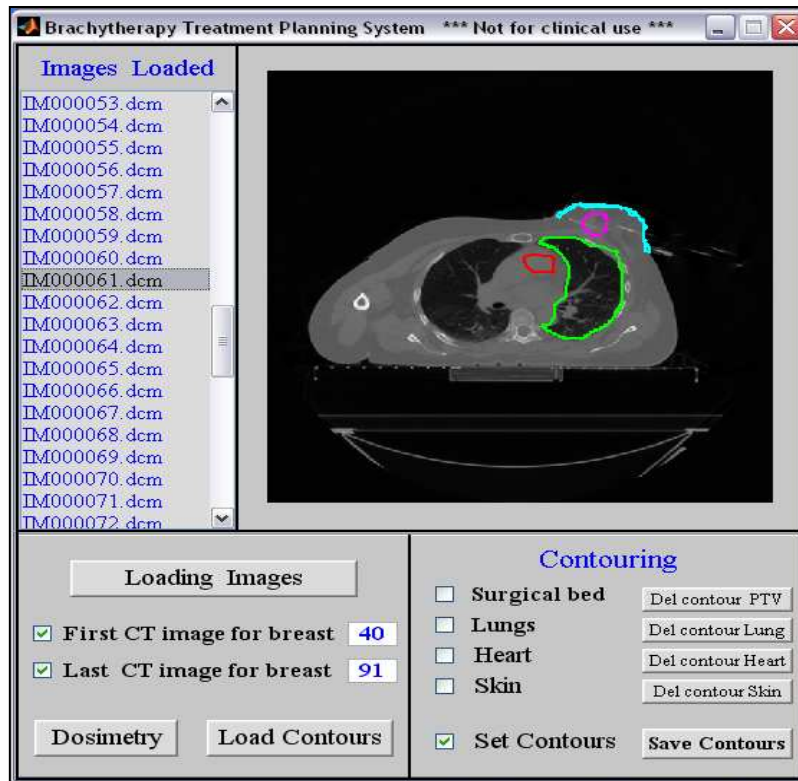 Brachytherapy Treatment Planning System *** Not for clinical use ***
Images Loaded
IM000053.dcm
IM000054.dcm
IM000055.dcm
IM000056.dcm
IM000057.dcm
IM000058.dcm
IM000059.dcm
IM000060.dcm
IM000061.dcm
IM000062.dcm
IM000063.dcm
IM000064.dcm
IM000065.dcm
IM000066.dcm
IM000067.dcm
IM000068.dcm
IM000069.dcm
IM000070.dcm
IM000071.dcm
IM000072.dcm
Loading Images
First CT image for breast 40
Last CT image for breast 91
Dosimetry Load Contours
Contouring
Surgical bed Del contour PTV
Lungs Del contour Lung
Heart Del contour Heart
Skin Del contour Skin
Set Contours Save Contours